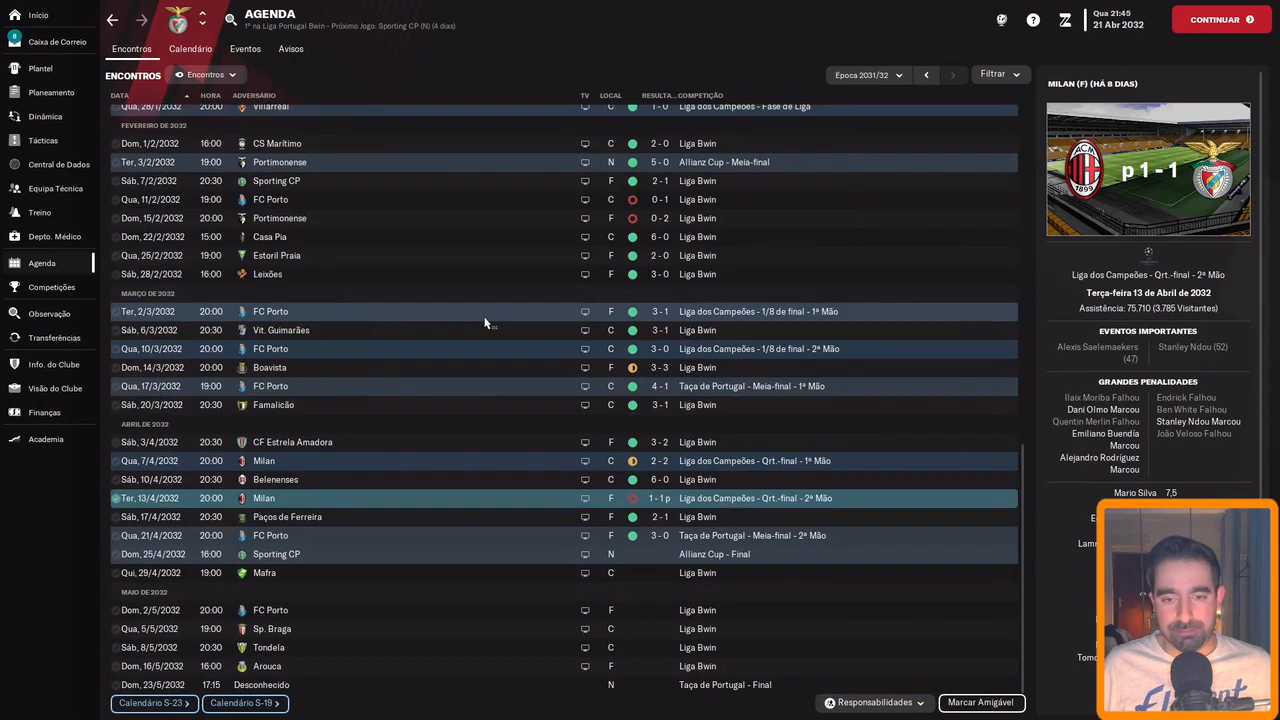 Início
8
Caixa de Correio
Plantel
Planeamento
Dinâmica
Tácticas
Central de Dados
Equipa Técnica
Treino
Depto. Médico
Agenda
Competições
Observação
Transferências
Info. do Clube
Visão do Clube
Finanças
Academia
AGENDA
1º na Liga Portugal Bwin - Próximo Jogo: Sporting CP (N) (4 dias)
Qua 21:45
21 Abr 2032
CONTINUAR
Encontros Calendário Eventos Avisos
ENCONTROS Encontros Época 2031/32 Filtrar
DATA HORA ADVERSÁRIO TV LOCAL RESULTA... COMPETIÇÃO
Qua, 28/1/2032 20:00 Villarreal C 1 - 0 Liga dos Campeões - Fase de Liga
FEVEREIRO DE 2032
Dom, 1/2/2032 16:00 CS Marítimo C 2 - 0 Liga Bwin
Ter, 3/2/2032 19:00 Portimonense N 5 - 0 Allianz Cup - Meia-final
Sáb, 7/2/2032 20:30 Sporting CP F 2 - 1 Liga Bwin
Qua, 11/2/2032 19:00 FC Porto C 0 - 1 Liga Bwin
Dom, 15/2/2032 20:00 Portimonense F 0 - 2 Liga Bwin
Dom, 22/2/2032 15:00 Casa Pia C 6 - 0 Liga Bwin
Qua, 25/2/2032 19:00 Estoril Praia F 2 - 0 Liga Bwin
Sáb, 28/2/2032 16:00 Leixões C 3 - 0 Liga Bwin
MARÇO DE 2032
Ter, 2/3/2032 20:00 FC Porto F 3 - 1 Liga dos Campeões - 1/8 de final - 1ª Mão
Sáb, 6/3/2032 20:30 Vit. Guimarães C 3 - 1 Liga Bwin
Qua, 10/3/2032 20:00 FC Porto C 3 - 0 Liga dos Campeões - 1/8 de final - 2ª Mão
Dom, 14/3/2032 20:00 Boavista F 3 - 3 Liga Bwin
Qua, 17/3/2032 19:00 FC Porto C 4 - 1 Taça de Portugal - Meia-final - 1ª Mão
Sáb, 20/3/2032 20:30 Famalicão C 3 - 1 Liga Bwin
ABRIL DE 2032
Sáb, 3/4/2032 20:30 CF Estrela Amadora F 3 - 2 Liga Bwin
Qua, 7/4/2032 20:00 Milan C 2 - 2 Liga dos Campeões - Qrt.-final - 1ª Mão
Sáb, 10/4/2032 20:30 Belenenses C 6 - 0 Liga Bwin
Ter, 13/4/2032 20:00 Milan F 1 - 1 p Liga dos Campeões - Qrt.-final - 2ª Mão
Sáb, 17/4/2032 20:30 Paços de Ferreira F 2 - 1 Liga Bwin
Qua, 21/4/2032 20:00 FC Porto F 3 - 0 Taça de Portugal - Meia-final - 2ª Mão
Dom, 25/4/2032 16:00 Sporting CP N Allianz Cup - Final
Qui, 29/4/2032 19:00 Mafra C Liga Bwin
MAIO DE 2032
Dom, 2/5/2032 20:00 FC Porto F Liga Bwin
Qua, 5/5/2032 19:00 Sp. Braga C Liga Bwin
Sáb, 8/5/2032 20:30 Tondela C Liga Bwin
Dom, 16/5/2032 16:00 Arouca F Liga Bwin
Dom, 23/5/2032 17:15 Desconhecido N Taça de Portugal - Final
Calendário S-23 Calendário S-19 Responsabilidades Marcar Amigável
MILAN (F) (HÁ 8 DIAS)
ACM
1899
p 1 - 1
Liga dos Campeões - Qrt.-final - 2ª Mão
Terça-feira 13 de Abril de 2032
Assistência: 75.710 (3.785 Visitantes)
EVENTOS IMPORTANTES
Alexis Saelemaekers (47) Stanley Ndou (52)
GRANDES PENALIDADES
Ilaix Moriba Falhou Endrick Falhou
Dani Olmo Marcou Ben White Falhou
Quentin Merlin Falhou Stanley Ndou Marcou
Emiliano Buendía Marcou João Veloso Falhou
Alejandro Rodríguez Marcou
Mario Silva 7,5